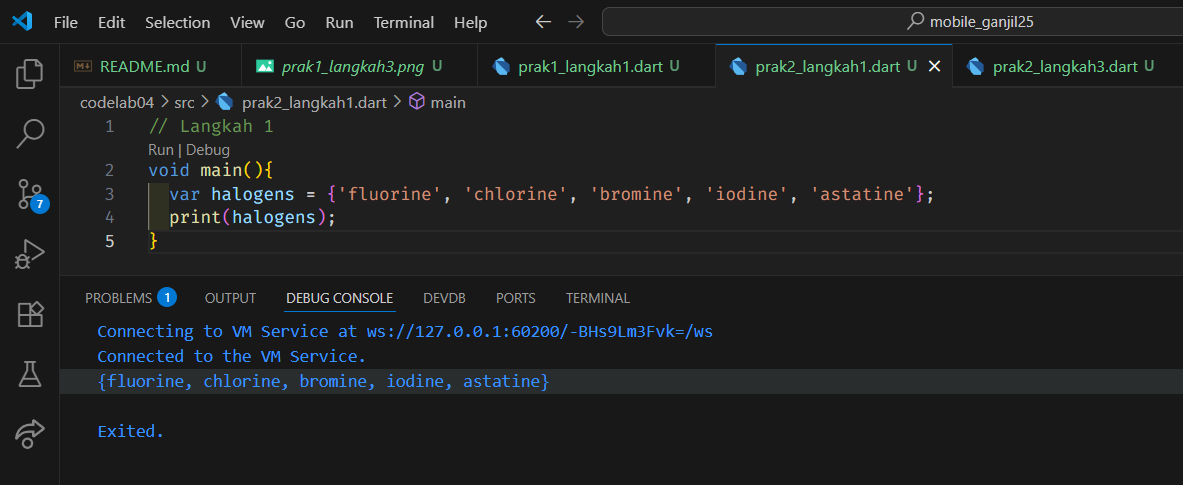 File Edit Selection View Go Run Terminal Help mobile_ganjil25
README.md U prak1_langkah3.png U prak1_langkah1.dart U prak2_langkah1.dart U prak2_langkah3.dart U
codelab04 > src > prak2_langkah1.dart > main
1 // Langkah 1
Run | Debug
2 void main(){
3 var halogens = {'fluorine', 'chlorine', 'bromine', 'iodine', 'astatine'};
4 print(halogens);
5 }
7
PROBLEMS 1 OUTPUT DEBUG CONSOLE DEVDB PORTS TERMINAL
Connecting to VM Service at ws://127.0.0.1:60200/-BHs9Lm3Fvk=/ws
Connected to the VM Service.
{fluorine, chlorine, bromine, iodine, astatine}
Exited.